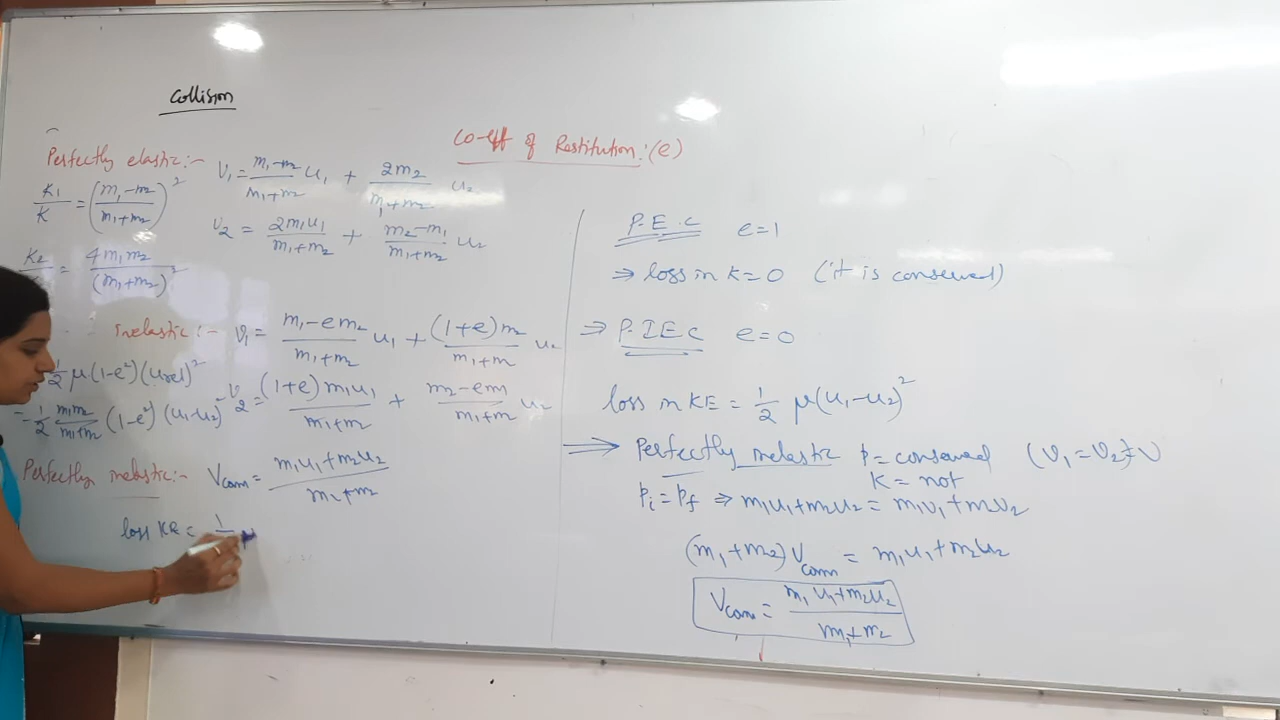 Collision
Co-eff of Restitution:(e)
Perfectly elastic:- V₁ = (m₁-m₂)/(m₁+m₂) u₁ + 2m₂/(m₁+m₂) u₂
K₁/K = ((m₁-m₂)/(m₁+m₂))²
v₂ = 2m₁u₁/(m₁+m₂) + (m₂-m₁)/(m₁+m₂) u₂
K₂/K = 4m₁m₂/(m₁+m₂)²
Inelastic:- v₁ = (m₁-em₂)/(m₁+m₂) u₁ + (1+e)m₂/(m₁+m₂) u₂
1/2 μ(1-e²)(urel)²
v₂ = (1+e)m₁u₁/(m₁+m₂) + (m₂-em₁)/(m₁+m₂) u₂
= 1/2 m₁m₂/(m₁+m₂) (1-e²) (u₁-u₂)²
Perfectly inelastic:- Vcom = (m₁u₁+m₂u₂)/(m₁+m₂)
loss KE = 1/2 μ
P.E.C e=1
⇒ loss in K=0 (it is conserved)
⇒ P.IEC e=0
loss in KE = 1/2 μ(u₁-u₂)²
⇒ Perfectly inelastic p=conserved (v₁=v₂)=V
K = not
pi = pf ⇒ m₁u₁+m₂u₂ = m₁v₁+m₂v₂
(m₁+m₂)Vcom = m₁u₁+m₂u₂
Vcom = (m₁u₁+m₂u₂)/(m₁+m₂)